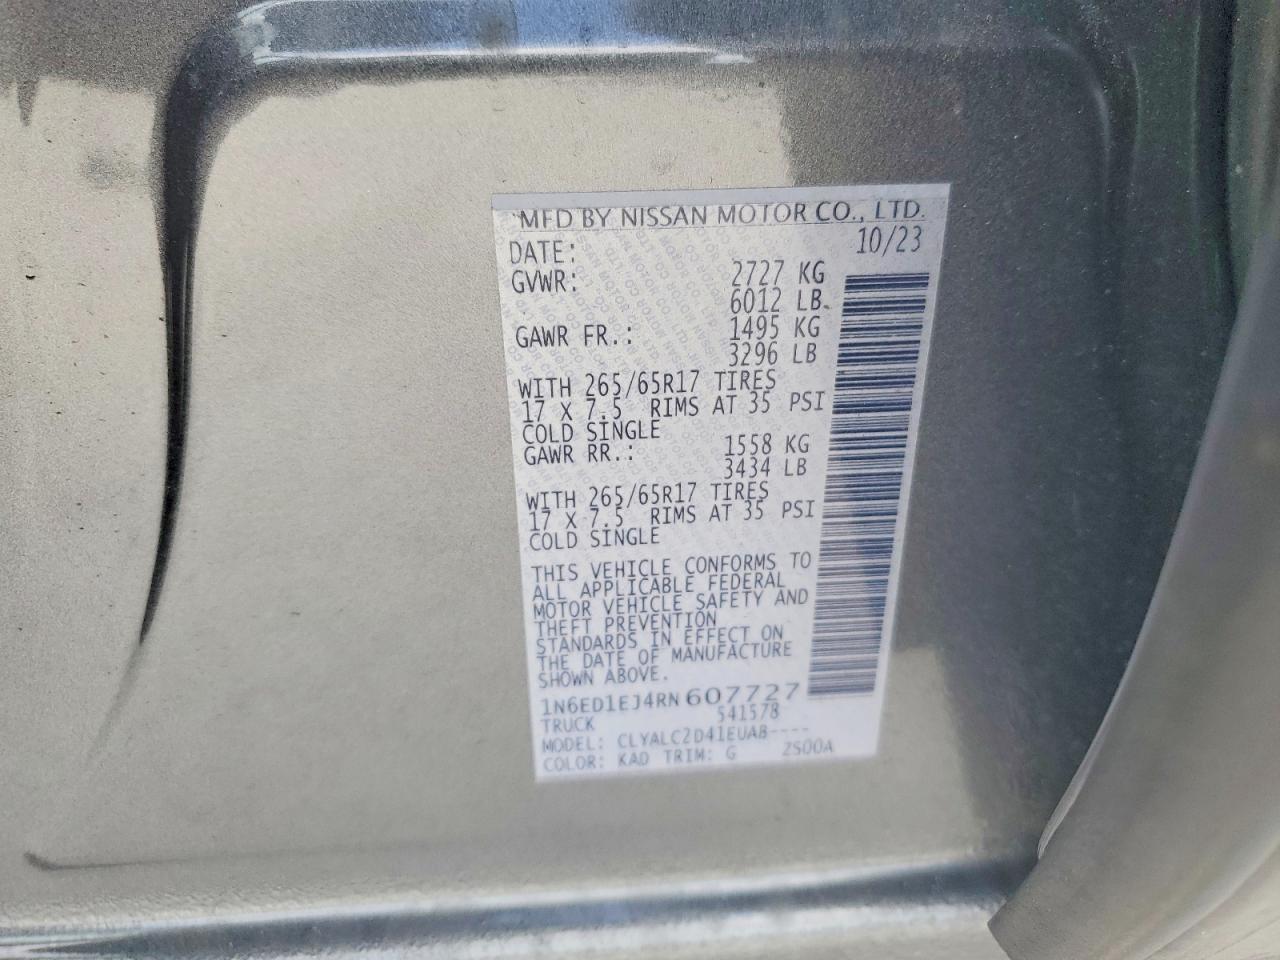 MFD BY NISSAN MOTOR CO., LTD.
DATE: 10/23
GVWR: 2727 KG
6012 LB
GAWR FR.: 1495 KG
3296 LB
WITH 265/65R17 TIRES
17 X 7.5 RIMS AT 35 PSI
COLD SINGLE
GAWR RR.: 1558 KG
3434 LB
WITH 265/65R17 TIRES
17 X 7.5 RIMS AT 35 PSI
COLD SINGLE
THIS VEHICLE CONFORMS TO
ALL APPLICABLE FEDERAL
MOTOR VEHICLE SAFETY AND
THEFT PREVENTION
STANDARDS IN EFFECT ON
THE DATE OF MANUFACTURE
SHOWN ABOVE.
1N6ED1EJ4RN607727
TRUCK 541578
MODEL: CLYALC2D41EUAB----
COLOR: KAD TRIM: G 2S00A